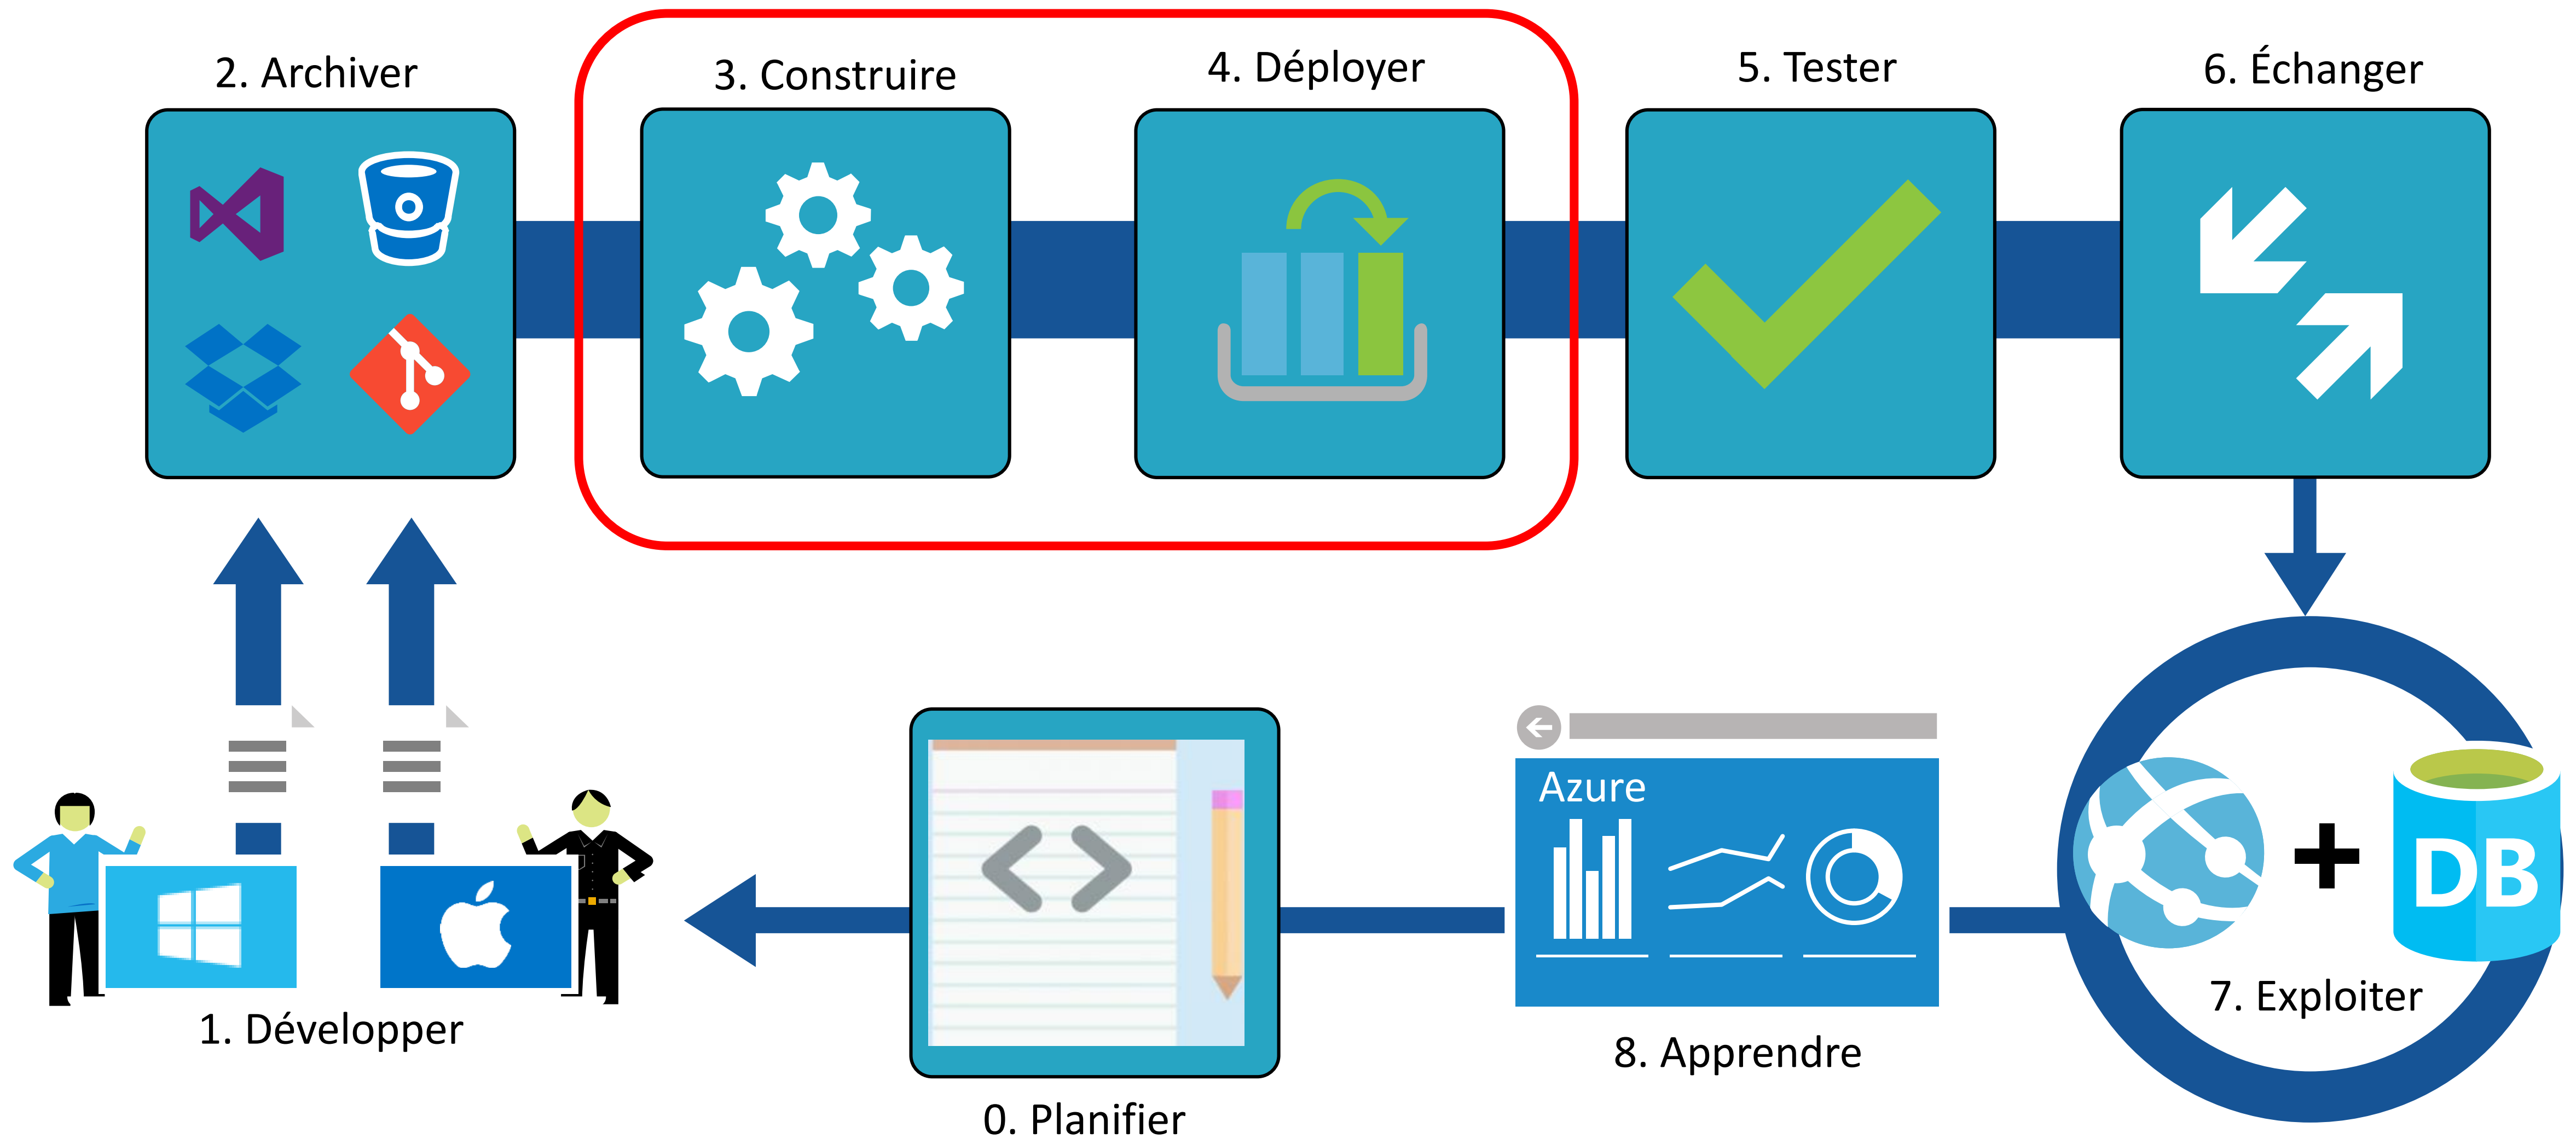 2. Archiver
3. Construire
4. Déployer
5. Tester
6. Échanger
Azure
DB
7. Exploiter
1. Développer
8. Apprendre
0. Planifier